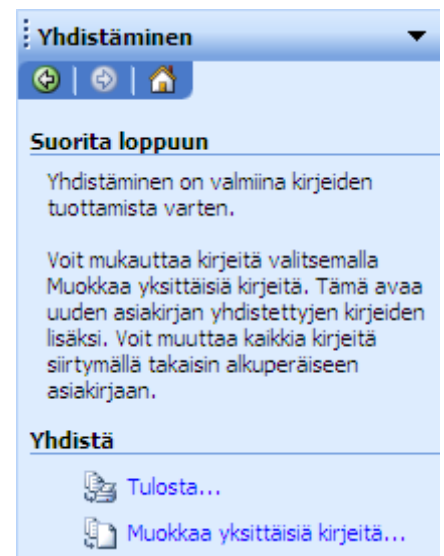 Yhdistäminen
Suorita loppuun
Yhdistäminen on valmiina kirjeiden
tuottamista varten.
Voit mukauttaa kirjeitä valitsemalla
Muokkaa yksittäisiä kirjeitä. Tämä avaa
uuden asiakirjan yhdistettyjen kirjeiden
lisäksi. Voit muuttaa kaikkia kirjeitä
siirtymällä takaisin alkuperäiseen
asiakirjaan.
Yhdistä
Tulosta...
Muokkaa yksittäisiä kirjeitä...